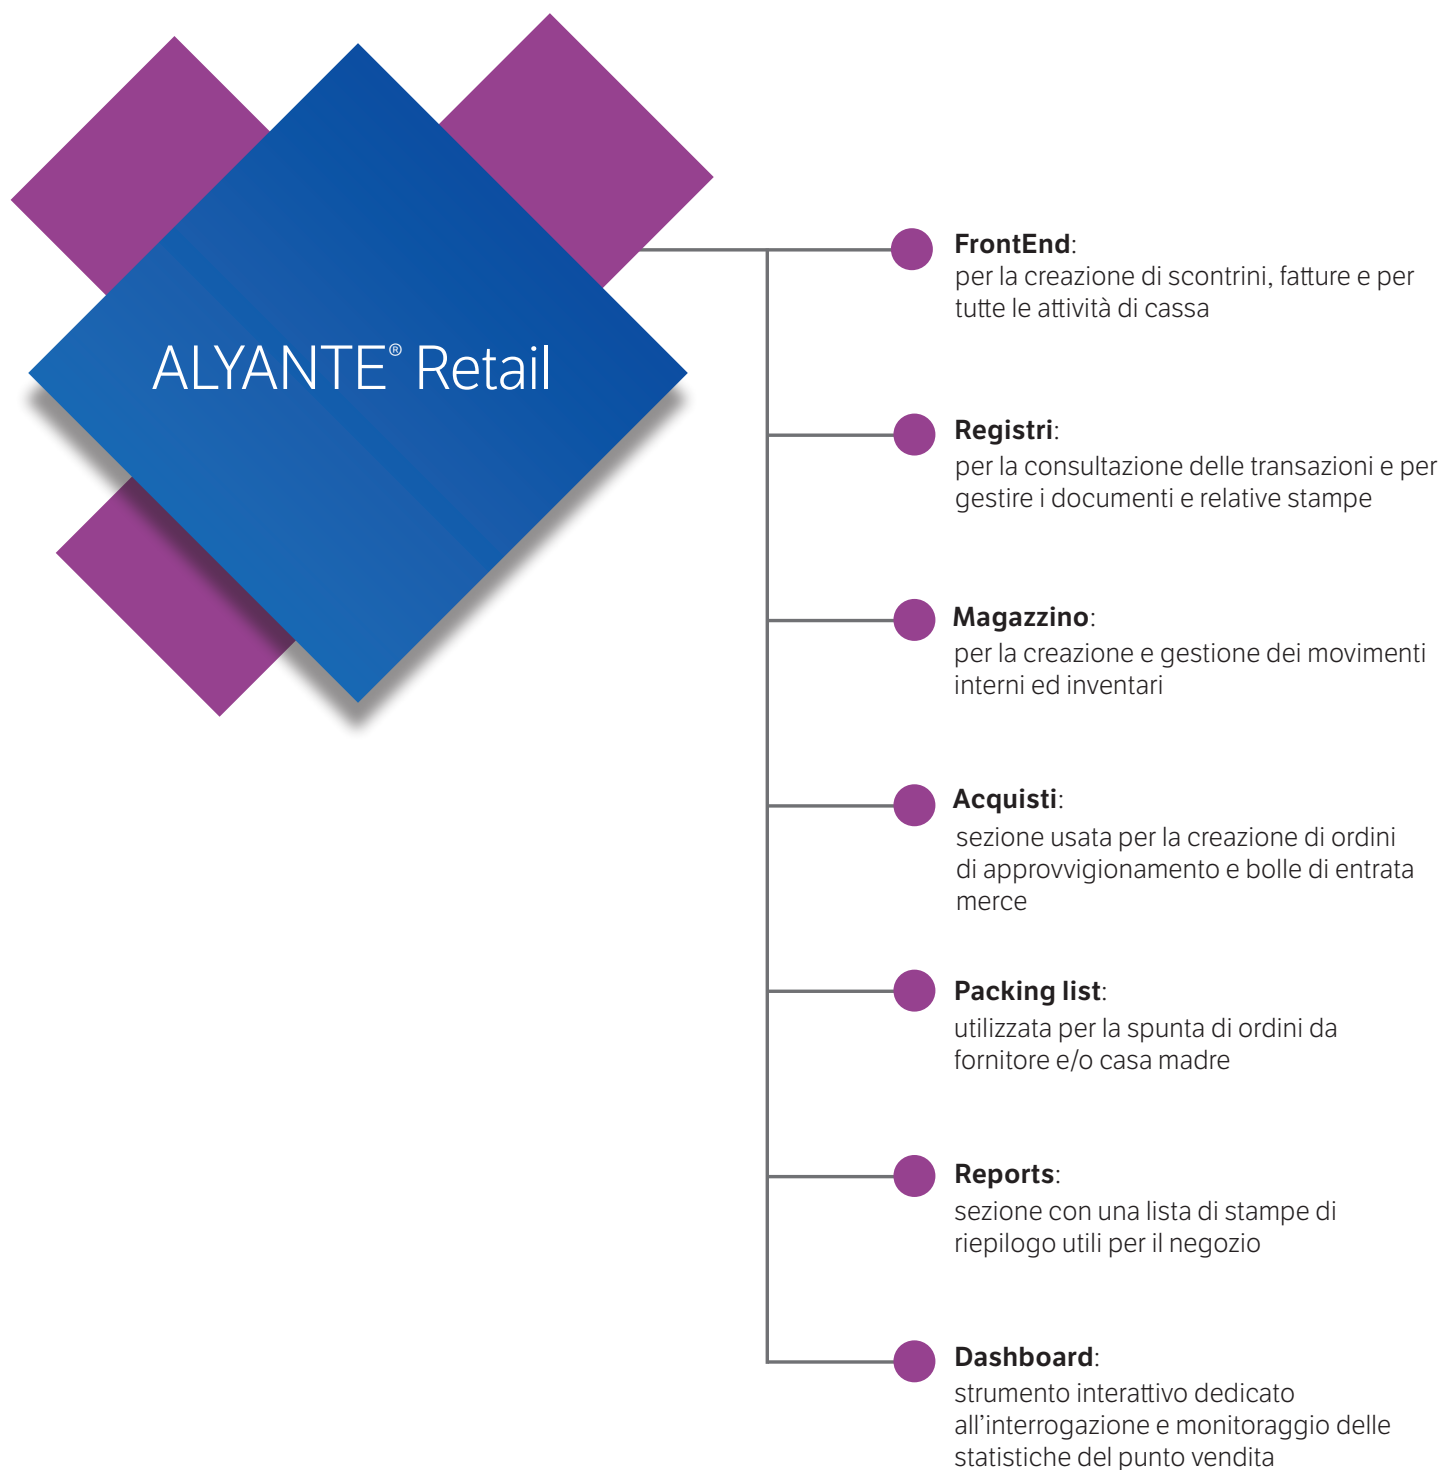 ALYANTE® Retail
FrontEnd:
per la creazione di scontrini, fatture e per
tutte le attività di cassa
Registri:
per la consultazione delle transazioni e per
gestire i documenti e relative stampe
Magazzino:
per la creazione e gestione dei movimenti
interni ed inventari
Acquisti:
sezione usata per la creazione di ordini
di approvvigionamento e bolle di entrata
merce
Packing list:
utilizzata per la spunta di ordini da
fornitore e/o casa madre
Reports:
sezione con una lista di stampe di
riepilogo utili per il negozio
Dashboard:
strumento interattivo dedicato
all'interrogazione e monitoraggio delle
statistiche del punto vendita